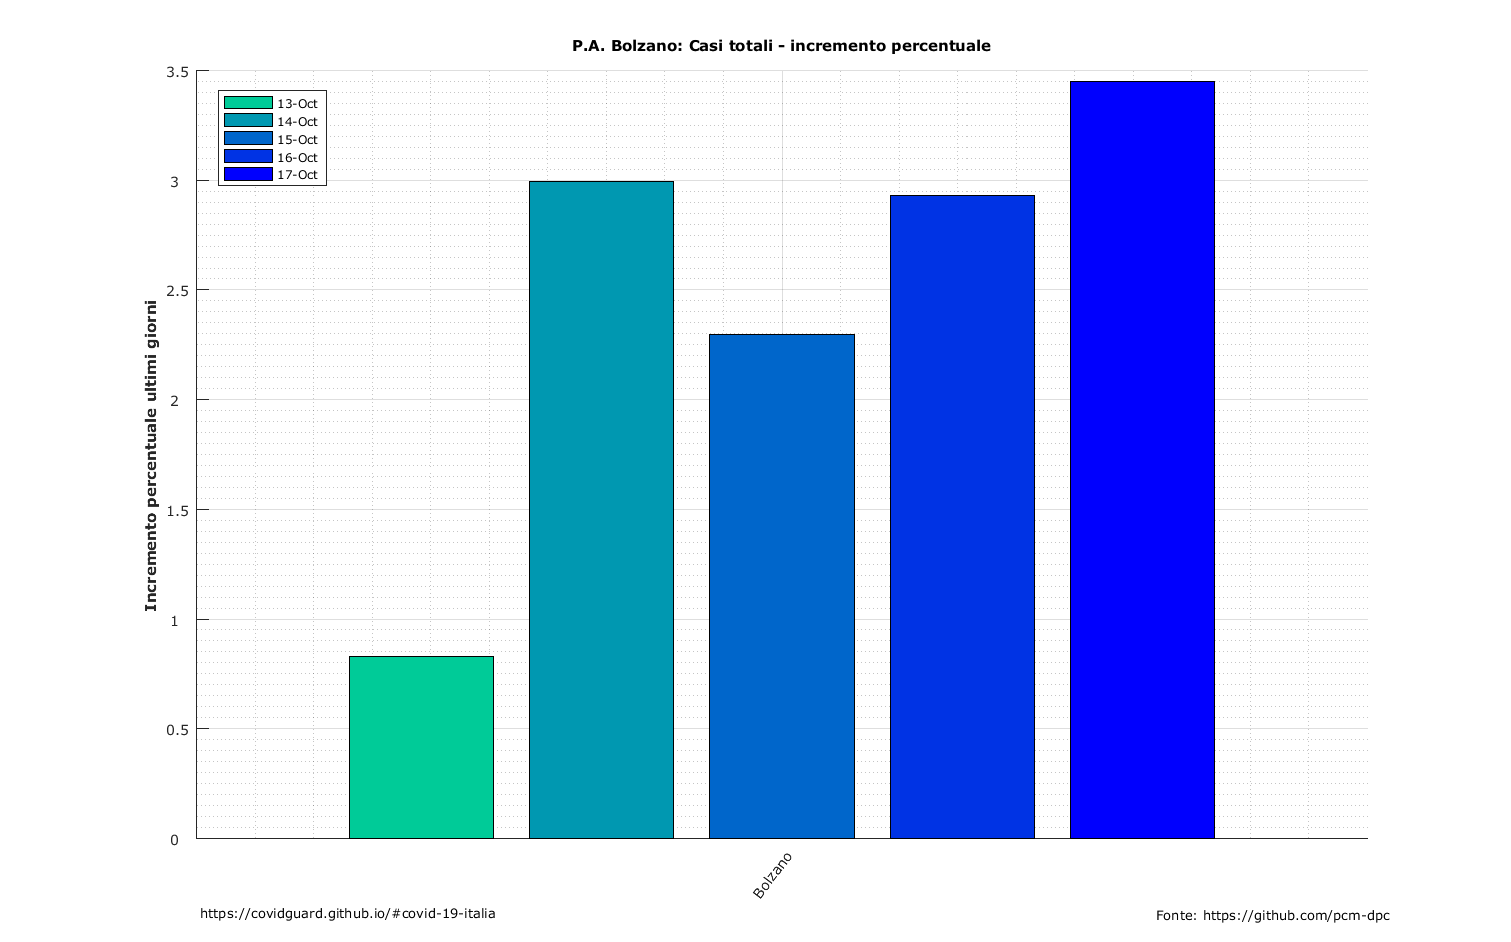 P.A. Bolzano: Casi totali - incremento percentuale
3.5
3
2.5
2
1.5
1
0.5
0
13-Oct
14-Oct
15-Oct
16-Oct
17-Oct
Incremento percentuale ultimi giorni
Bolzano
https://covidguard.github.io/#covid-19-italia
Fonte: https://github.com/pcm-dpc